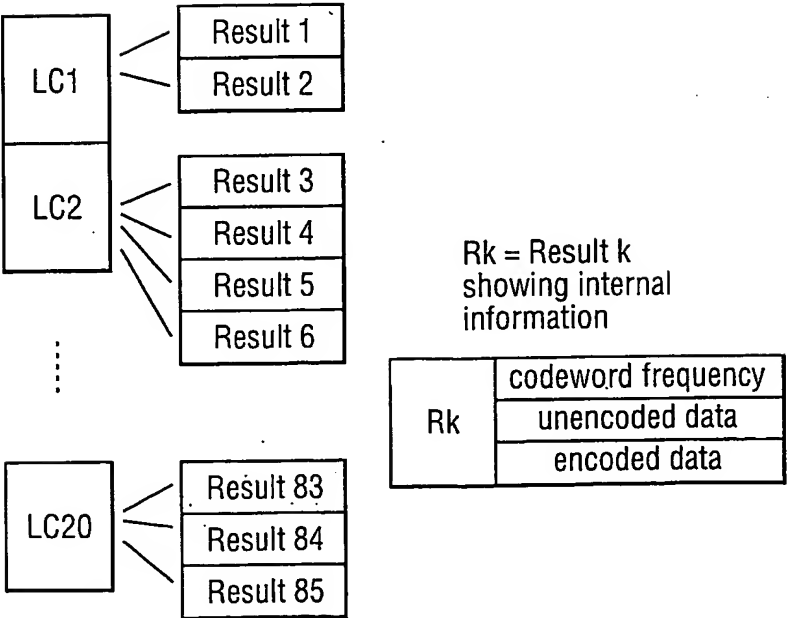 LC1
Result 1
Result 2
LC2
Result 3
Result 4
Result 5
Result 6
Rk = Result k
showing internal
information
Rk
codeword frequency
unencoded data
encoded data
LC20
Result 83
Result 84
Result 85